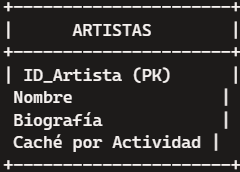 +----------------------+
|      ARTISTAS        |
+----------------------+
| ID_Artista (PK)      |
 Nombre               |
 Biografía            |
 Caché por Actividad |
+----------------------+